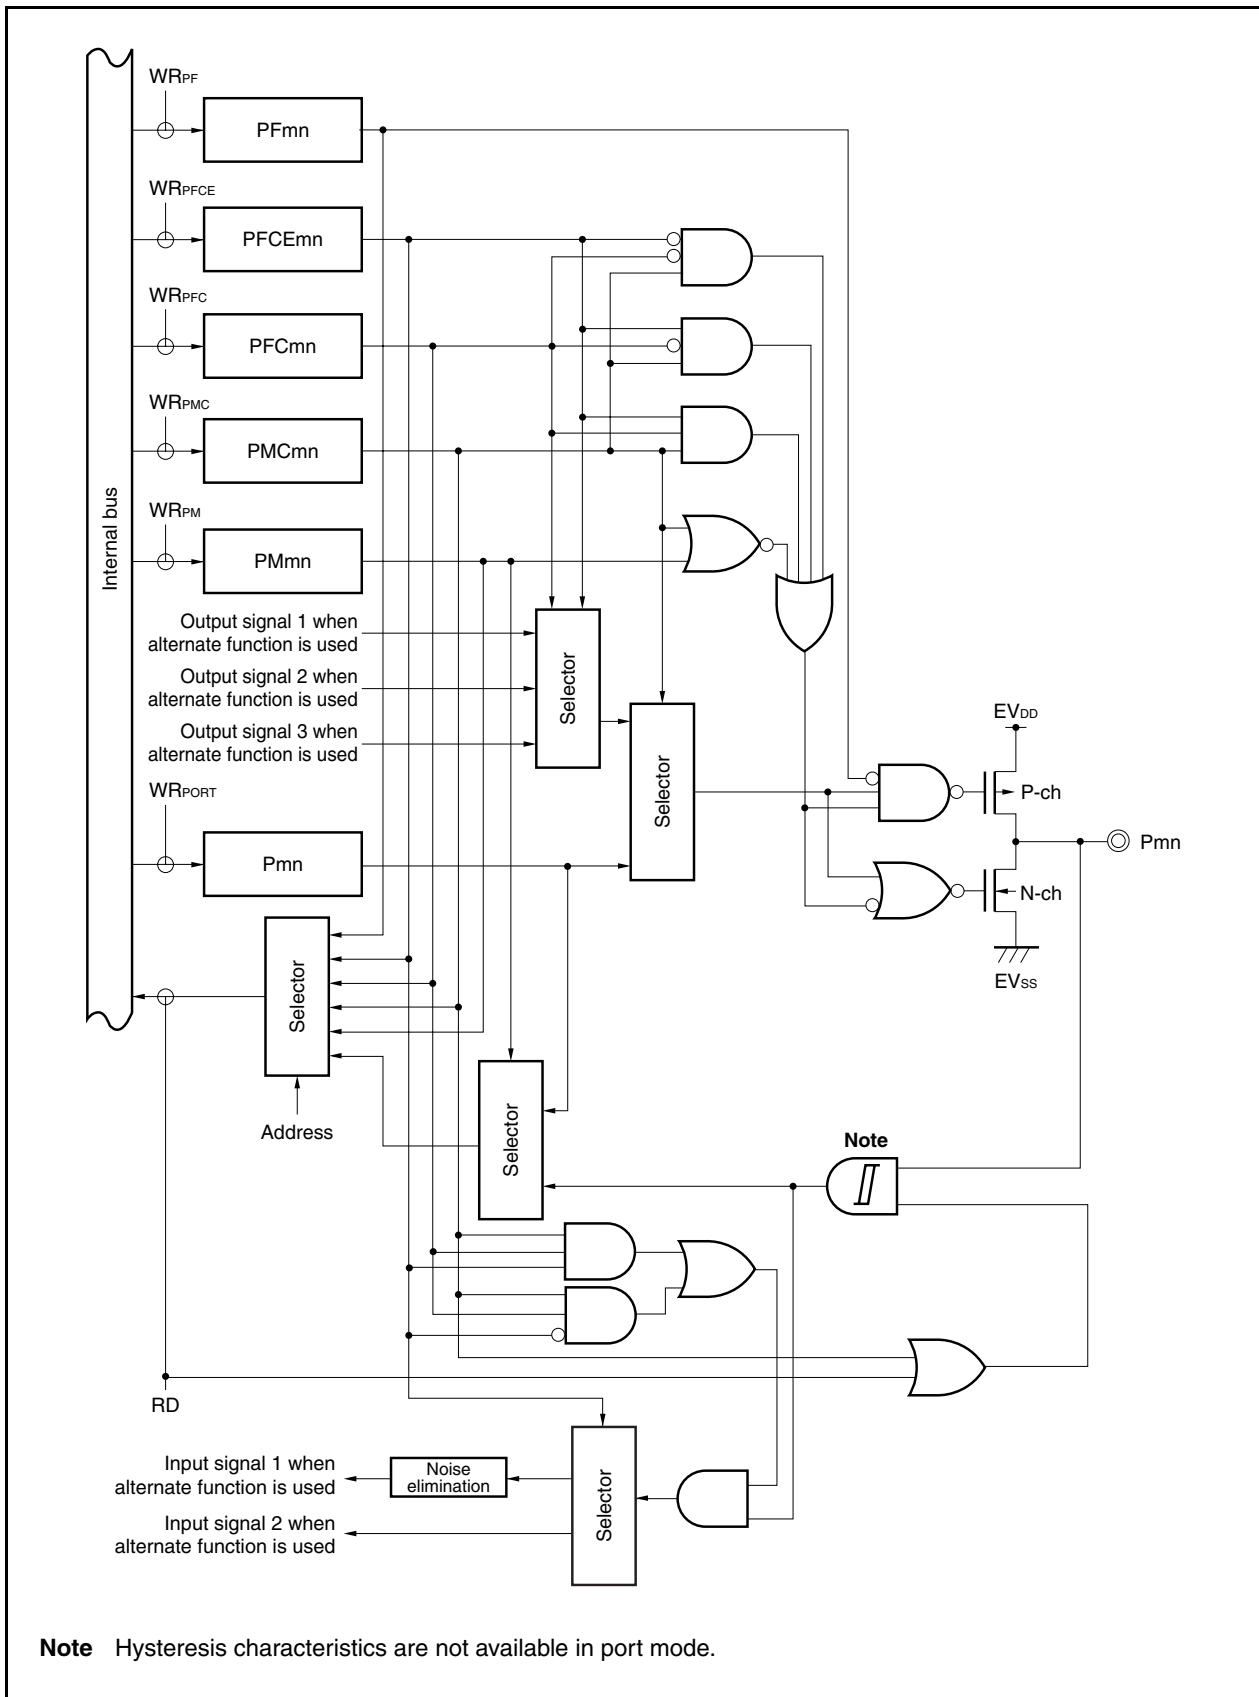 WRPF
PFmn
WRPFCE
PFCEmn
WRPFC
PFCmn
WRPMC
PMCmn
Internal bus
WRPM
PMmn
Output signal 1 when
alternate function is used
Output signal 2 when
alternate function is used
Output signal 3 when
alternate function is used
Selector
Selector
EVDD
P-ch
WRPORT
Pmn
Pmn
N-ch
EVSS
Selector
Address
Selector
Note
RD
Input signal 1 when
alternate function is used
Noise
elimination
Selector
Input signal 2 when
alternate function is used
Note Hysteresis characteristics are not available in port mode.